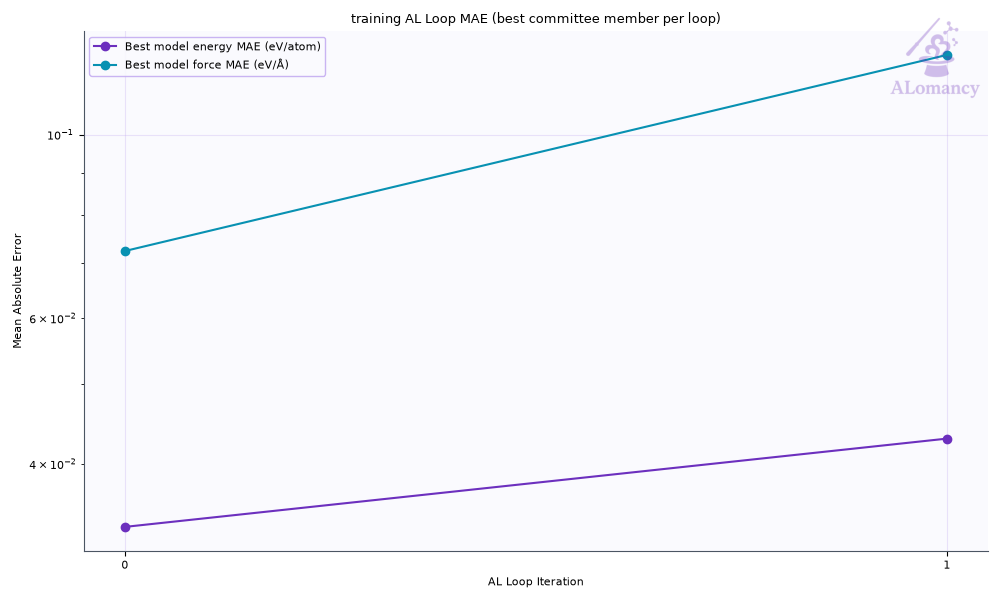 training AL Loop MAE (best committee member per loop)
Best model energy MAE (eV/atom)
Best model force MAE (eV/Å)
ALomancy
10⁻¹
6 × 10⁻²
4 × 10⁻²
Mean Absolute Error
0
1
AL Loop Iteration